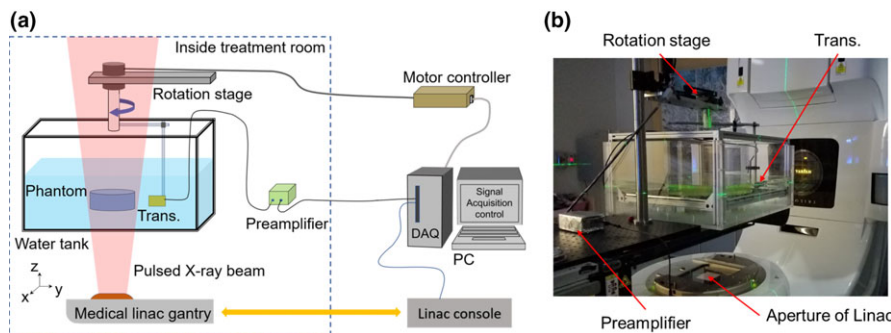 (a)
Inside treatment room
Motor controller
Rotation stage
Phantom
Trans.
Water tank
Preamplifier
DAQ
Signal
Acquisition
control
PC
Pulsed X-ray beam
z
x
y
Medical linac gantry
Linac console
(b)
Rotation stage
Trans.
Preamplifier
Aperture of Linac